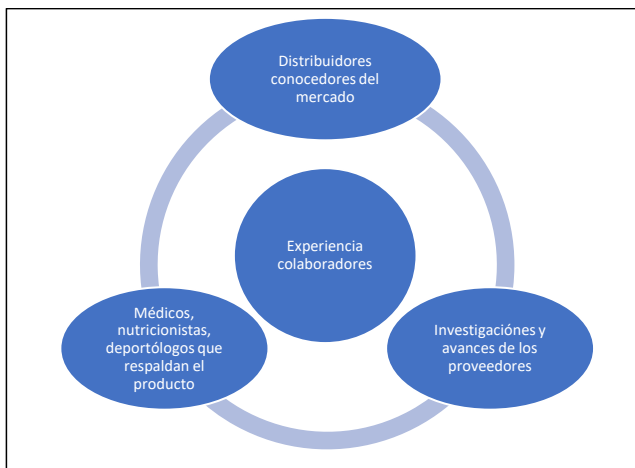 Distribuidores
conocedores del
mercado
Experiencia
colaboradores
Médicos,
nutricionistas,
deportólogos que
respaldan el
producto
Investigaciónes y
avances de los
proveedores